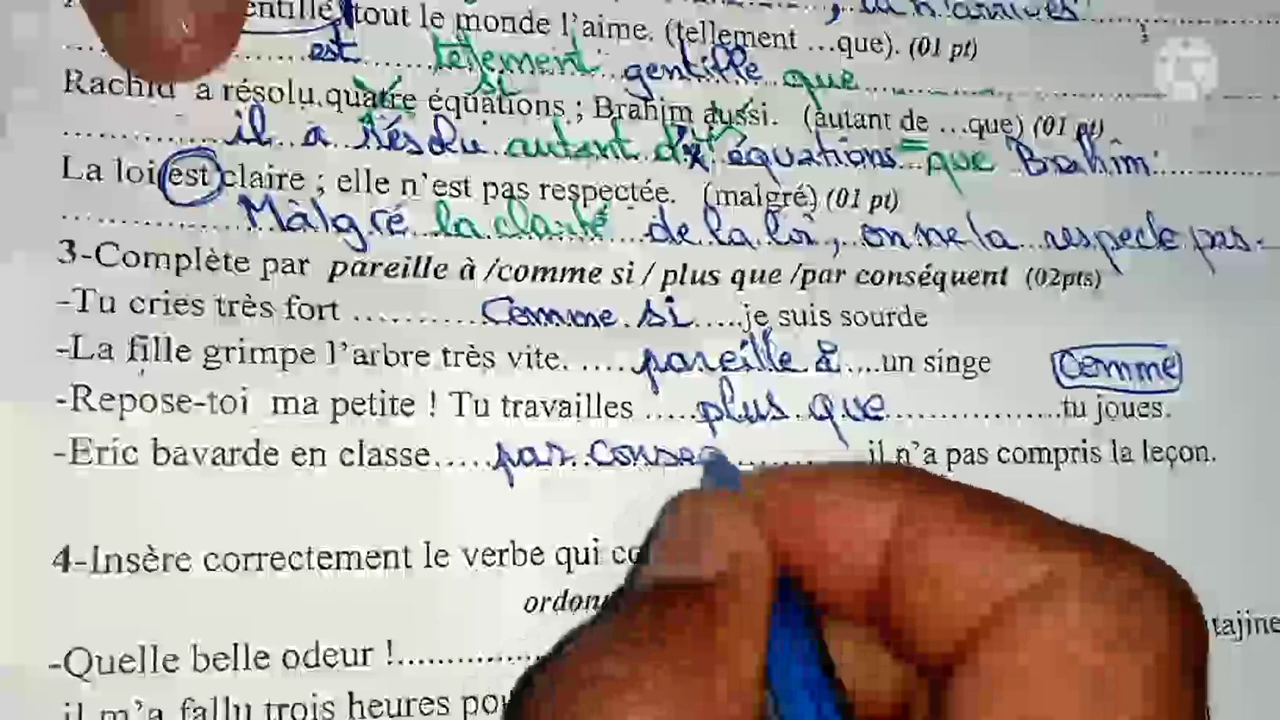 entille tout le monde l'aime. (tellement ...que). (01 pt)
est tellement gentille que
si
Rachid a résolu quatre équations ; Brahim aussi. (autant de ...que) (01 pt)
il a résolu autant d' équations que Brahim
La loi est claire ; elle n'est pas respectée. (malgré) (01 pt)
Malgré la clarté de la loi, on ne la respecte pas.
3-Complète par pareille à /comme si / plus que /par conséquent (02pts)
-Tu cries très fort .......... Comme si .....je suis sourde
-La fille grimpe l'arbre très vite. .... pareille à ....un singe comme
-Repose-toi ma petite ! Tu travailles ..... plus que ................tu joues.
-Eric bavarde en classe..... par conse il n'a pas compris la leçon.
4-Insère correctement le verbe qui co
ordon
tajine
-Quelle belle odeur !..............
il m'a fallu trois heures pou